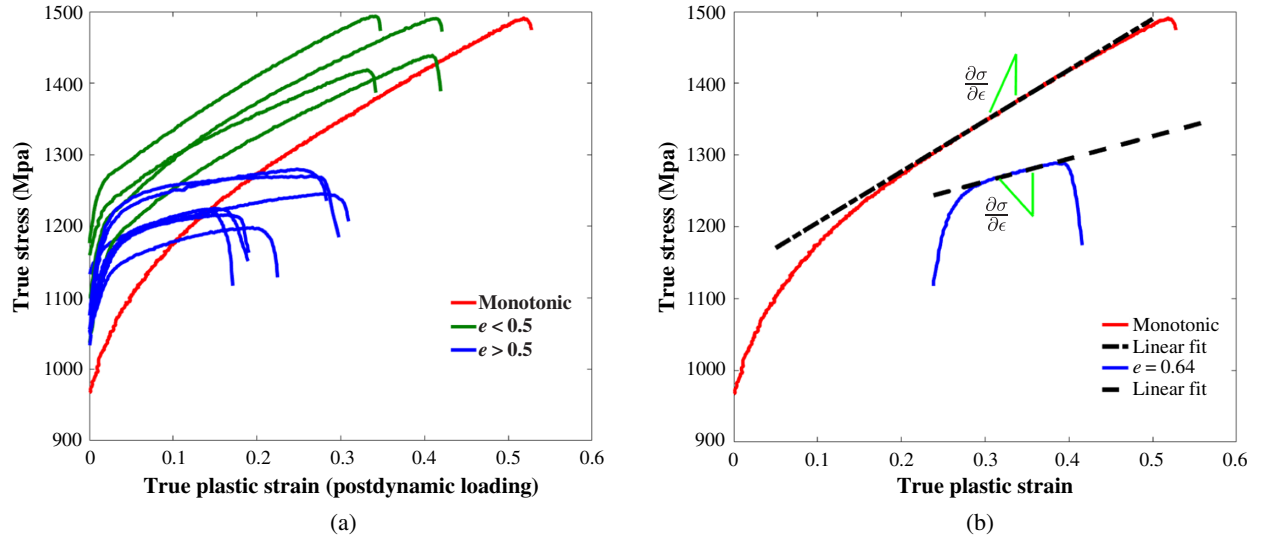 1500
1400
1300
1200
1100
1000
900
True stress (Mpa)
0 0.1 0.2 0.3 0.4 0.5 0.6
True plastic strain (postdynamic loading)
Monotonic
e < 0.5
e > 0.5
(a)
1500
1400
1300
1200
1100
1000
900
True stress (Mpa)
∂σ
∂ϵ
∂σ
∂ϵ
Monotonic
Linear fit
e = 0.64
Linear fit
0 0.1 0.2 0.3 0.4 0.5 0.6
True plastic strain
(b)